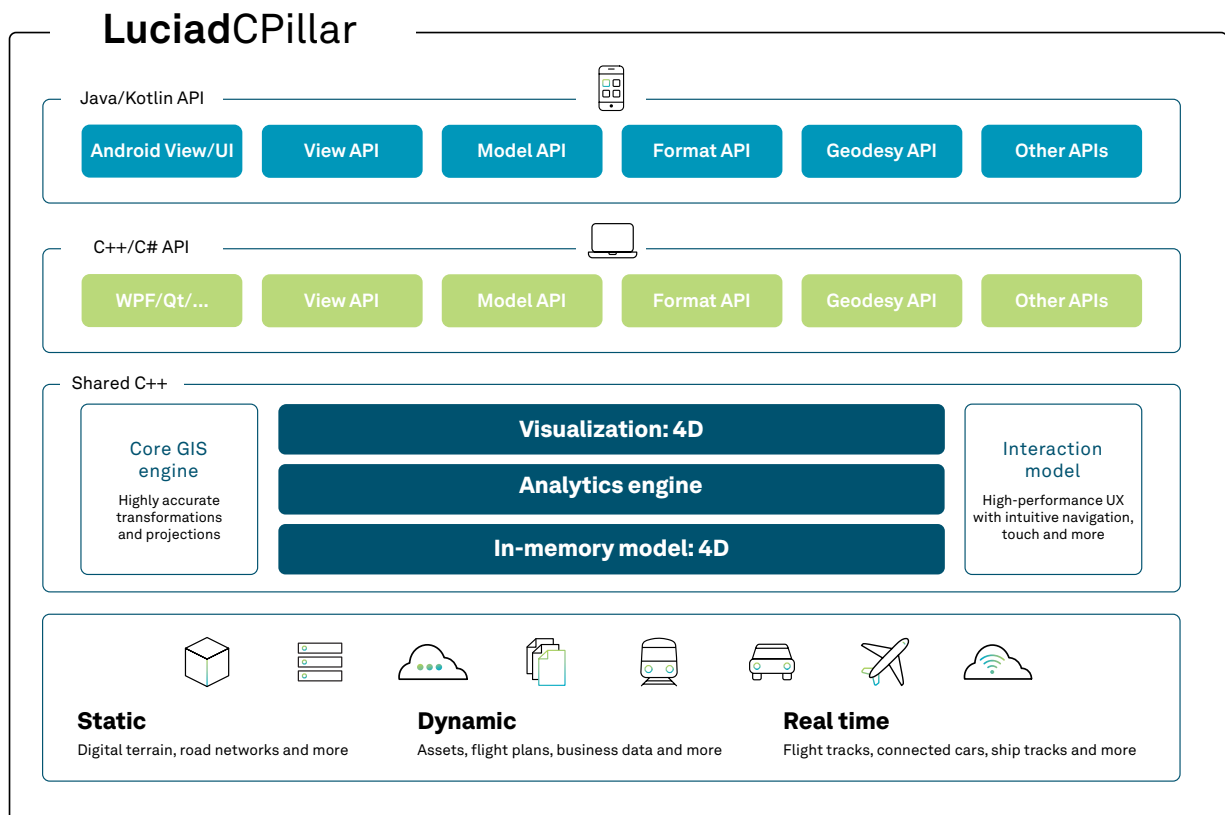 LuciadCPillar
Java/Kotlin API
Android View/UI
View API
Model API
Format API
Geodesy API
Other APIs
C++/C# API
WPF/Qt/...
View API
Model API
Format API
Geodesy API
Other APIs
Shared C++
Core GIS
engine
Highly accurate
transformations
and projections
Visualization: 4D
Analytics engine
In-memory model: 4D
Interaction
model
High-performance UX
with intuitive navigation,
touch and more
Static
Digital terrain, road networks and more
Dynamic
Assets, flight plans, business data and more
Real time
Flight tracks, connected cars, ship tracks and more